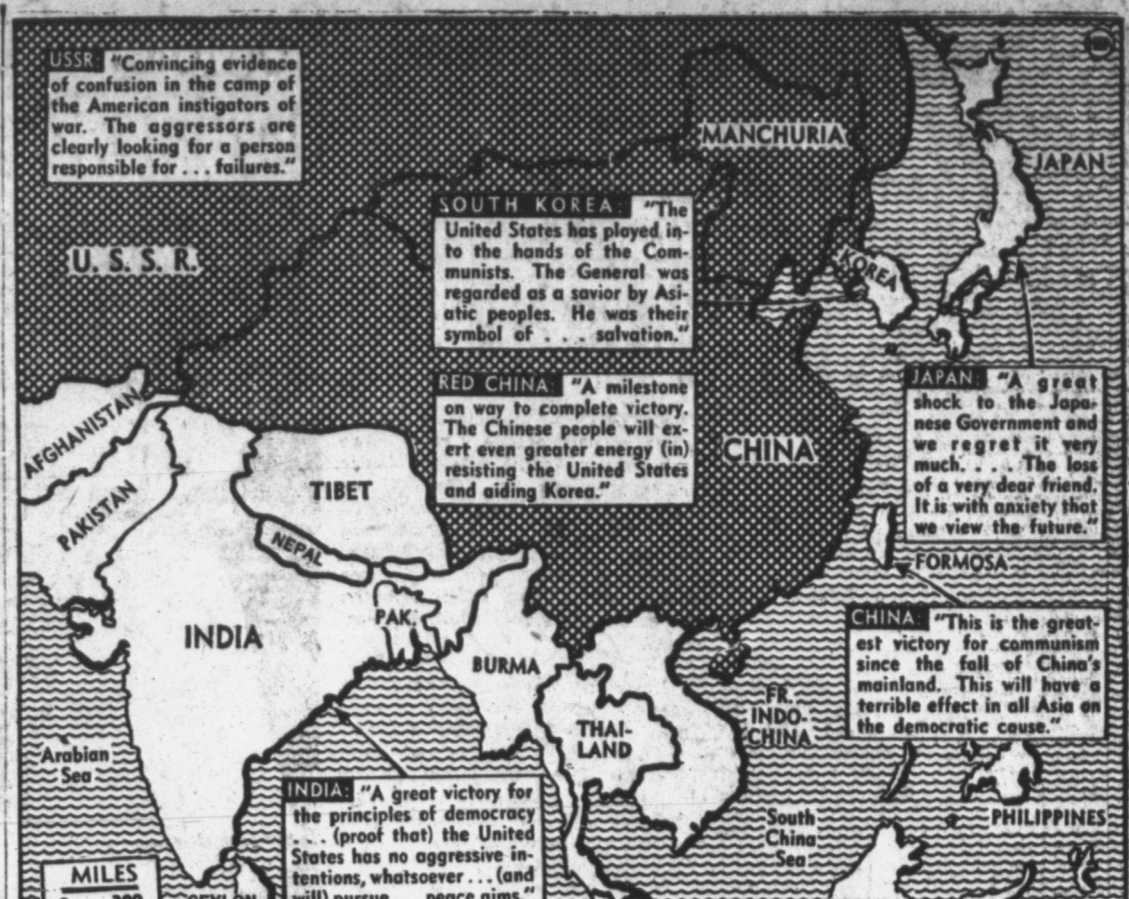 USSR: "Convincing evidence
of confusion in the camp of
the American instigators of
war. The aggressors are
clearly looking for a person
responsible for . . . failures."
MANCHURIA
JAPAN
SOUTH KOREA: "The
United States has played in-
to the hands of the Com-
munists. The General was
regarded as a savior by Asi-
atic peoples. He was their
symbol of . . . salvation."
U. S. S. R.
KOREA
RED CHINA: "A milestone
on way to complete victory.
The Chinese people will ex-
ert even greater energy (in)
resisting the United States
and aiding Korea."
JAPAN: "A great
shock to the Japa-
nese Government and
we regret it very
much. . . . The loss
of a very dear friend.
It is with anxiety that
we view the future."
AFGHANISTAN
CHINA
TIBET
PAKISTAN
NEPAL
FORMOSA
PAK.
INDIA
BURMA
CHINA: "This is the great-
est victory for communism
since the fall of China's
mainland. This will have a
terrible effect in all Asia on
the democratic cause."
FR.
INDO-
CHINA
THAI-
LAND
Arabian
Sea
INDIA: "A great victory for
the principles of democracy
. . . (proof that) the United
States has no aggressive in-
tentions, whatsoever . . . (and
will) pursue . . . peace aims."
South
China
Sea
PHILIPPINES
MILES
CEYLON